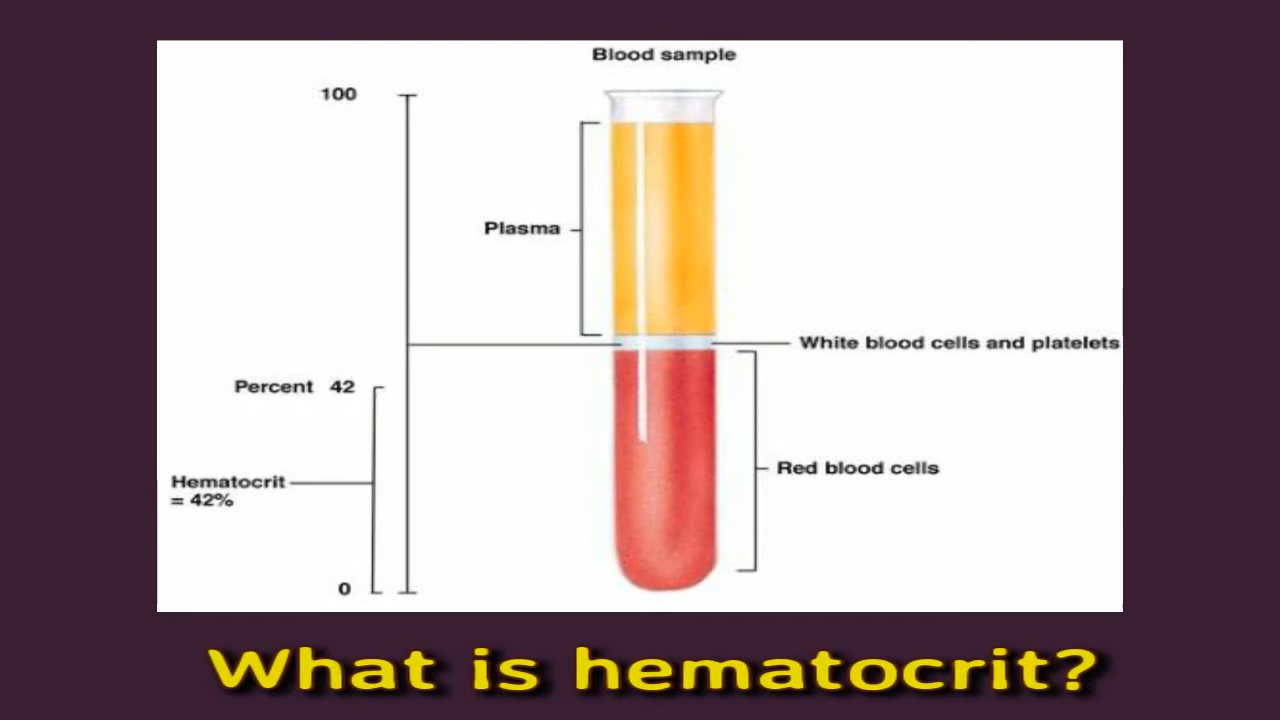 Blood sample
100
Plasma
White blood cells and platelets
Percent 42
Red blood cells
Hematocrit
= 42%
0
What is hematocrit?